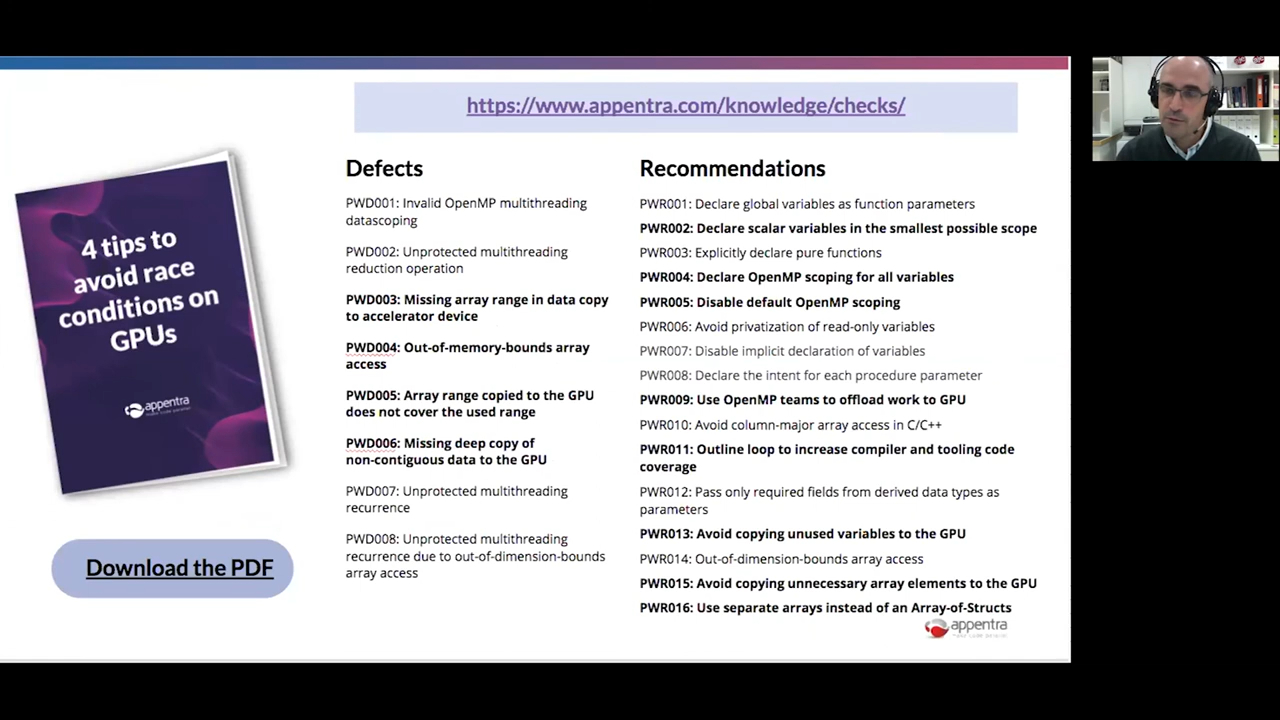 https://www.appentra.com/knowledge/checks/
4 tips to
avoid race
conditions on
GPUs
appentra
Download the PDF
Defects
PWD001: Invalid OpenMP multithreading
datascoping
PWD002: Unprotected multithreading
reduction operation
PWD003: Missing array range in data copy
to accelerator device
PWD004: Out-of-memory-bounds array
access
PWD005: Array range copied to the GPU
does not cover the used range
PWD006: Missing deep copy of
non-contiguous data to the GPU
PWD007: Unprotected multithreading
recurrence
PWD008: Unprotected multithreading
recurrence due to out-of-dimension-bounds
array access
Recommendations
PWR001: Declare global variables as function parameters
PWR002: Declare scalar variables in the smallest possible scope
PWR003: Explicitly declare pure functions
PWR004: Declare OpenMP scoping for all variables
PWR005: Disable default OpenMP scoping
PWR006: Avoid privatization of read-only variables
PWR007: Disable implicit declaration of variables
PWR008: Declare the intent for each procedure parameter
PWR009: Use OpenMP teams to offload work to GPU
PWR010: Avoid column-major array access in C/C++
PWR011: Outline loop to increase compiler and tooling code
coverage
PWR012: Pass only required fields from derived data types as
parameters
PWR013: Avoid copying unused variables to the GPU
PWR014: Out-of-dimension-bounds array access
PWR015: Avoid copying unnecessary array elements to the GPU
PWR016: Use separate arrays instead of an Array-of-Structs
appentra